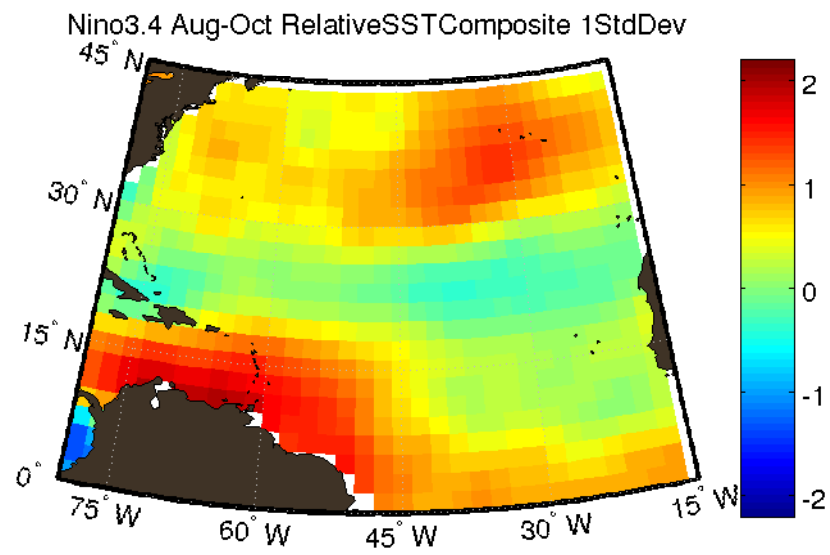 Nino3.4 Aug-Oct RelativeSSTComposite 1StdDev
45° N
30° N
15° N
0°
75° W
60° W
45° W
30° W
15° W
2
1
0
-1
-2